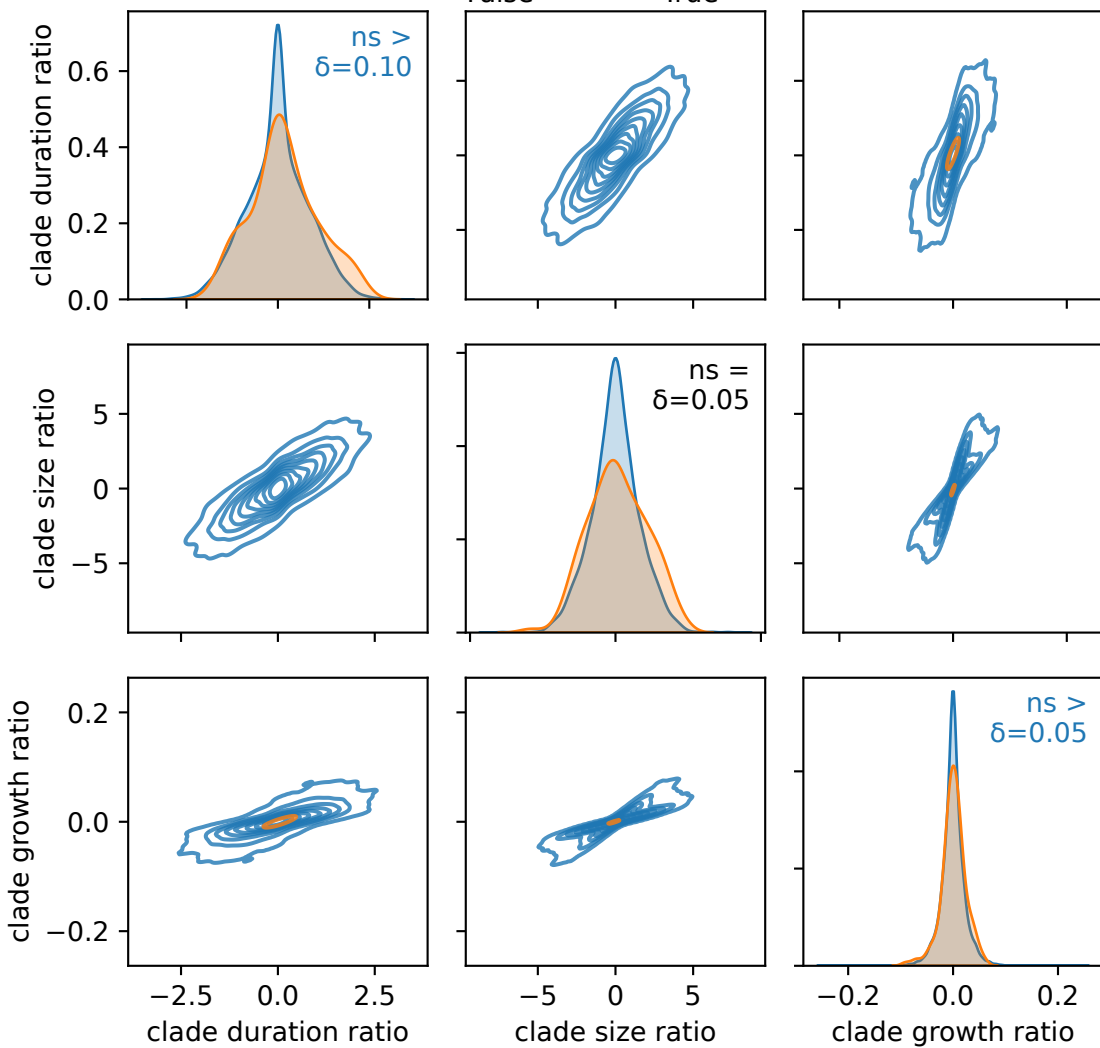 clade duration ratio
0.6
0.4
0.2
0.0
ns >
δ=0.10
clade size ratio
5
0
−5
ns =
δ=0.05
clade growth ratio
0.2
0.0
−0.2
ns >
δ=0.05
−2.5 0.0 2.5
−5 0 5
−0.2 0.0 0.2
clade duration ratio
clade size ratio
clade growth ratio